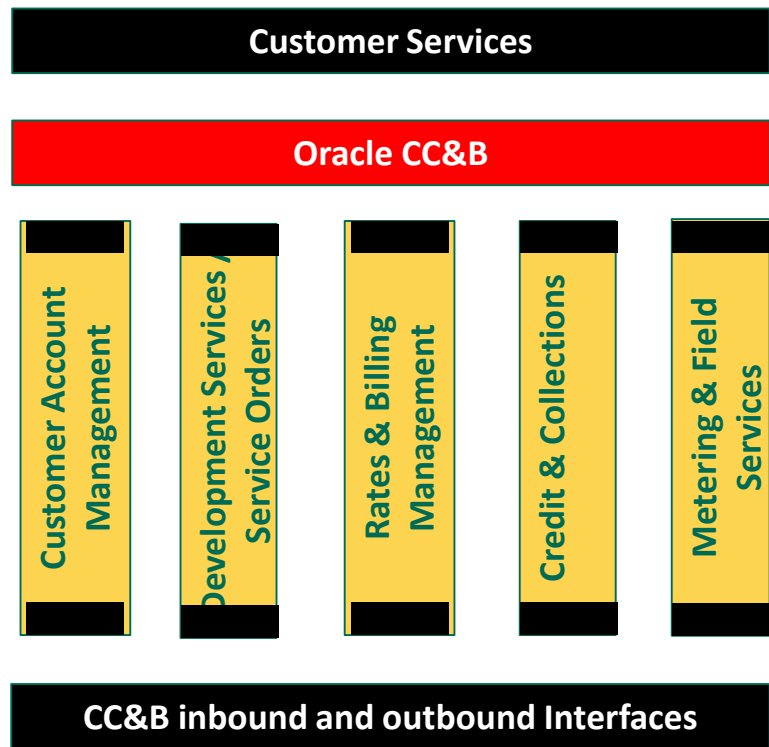 Customer Services
Oracle CC&B
Customer Account
Management
Development Services /
Service Orders
Rates & Billing
Management
Credit & Collections
Metering & Field
Services
CC&B inbound and outbound Interfaces